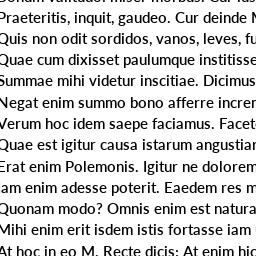 Praeteritis, inquit, gaudeo. Cur deinde
Quis non odit sordidos, vanos, leves, fu
Quae cum dixisset paulumque institisse
Summae mihi videtur inscitiae. Dicimus
Negat enim summo bono afferre increr
Verum hoc idem saepe faciamus. Facet
Quae est igitur causa istarum angustiar
Erat enim Polemonis. Igitur ne dolorem
Iam enim adesse poterit. Eaedem res m
Quonam modo? Omnis enim est natura
Mihi enim erit isdem istis fortasse iam
At hoc in eo M. Recte dicis; At enim hic